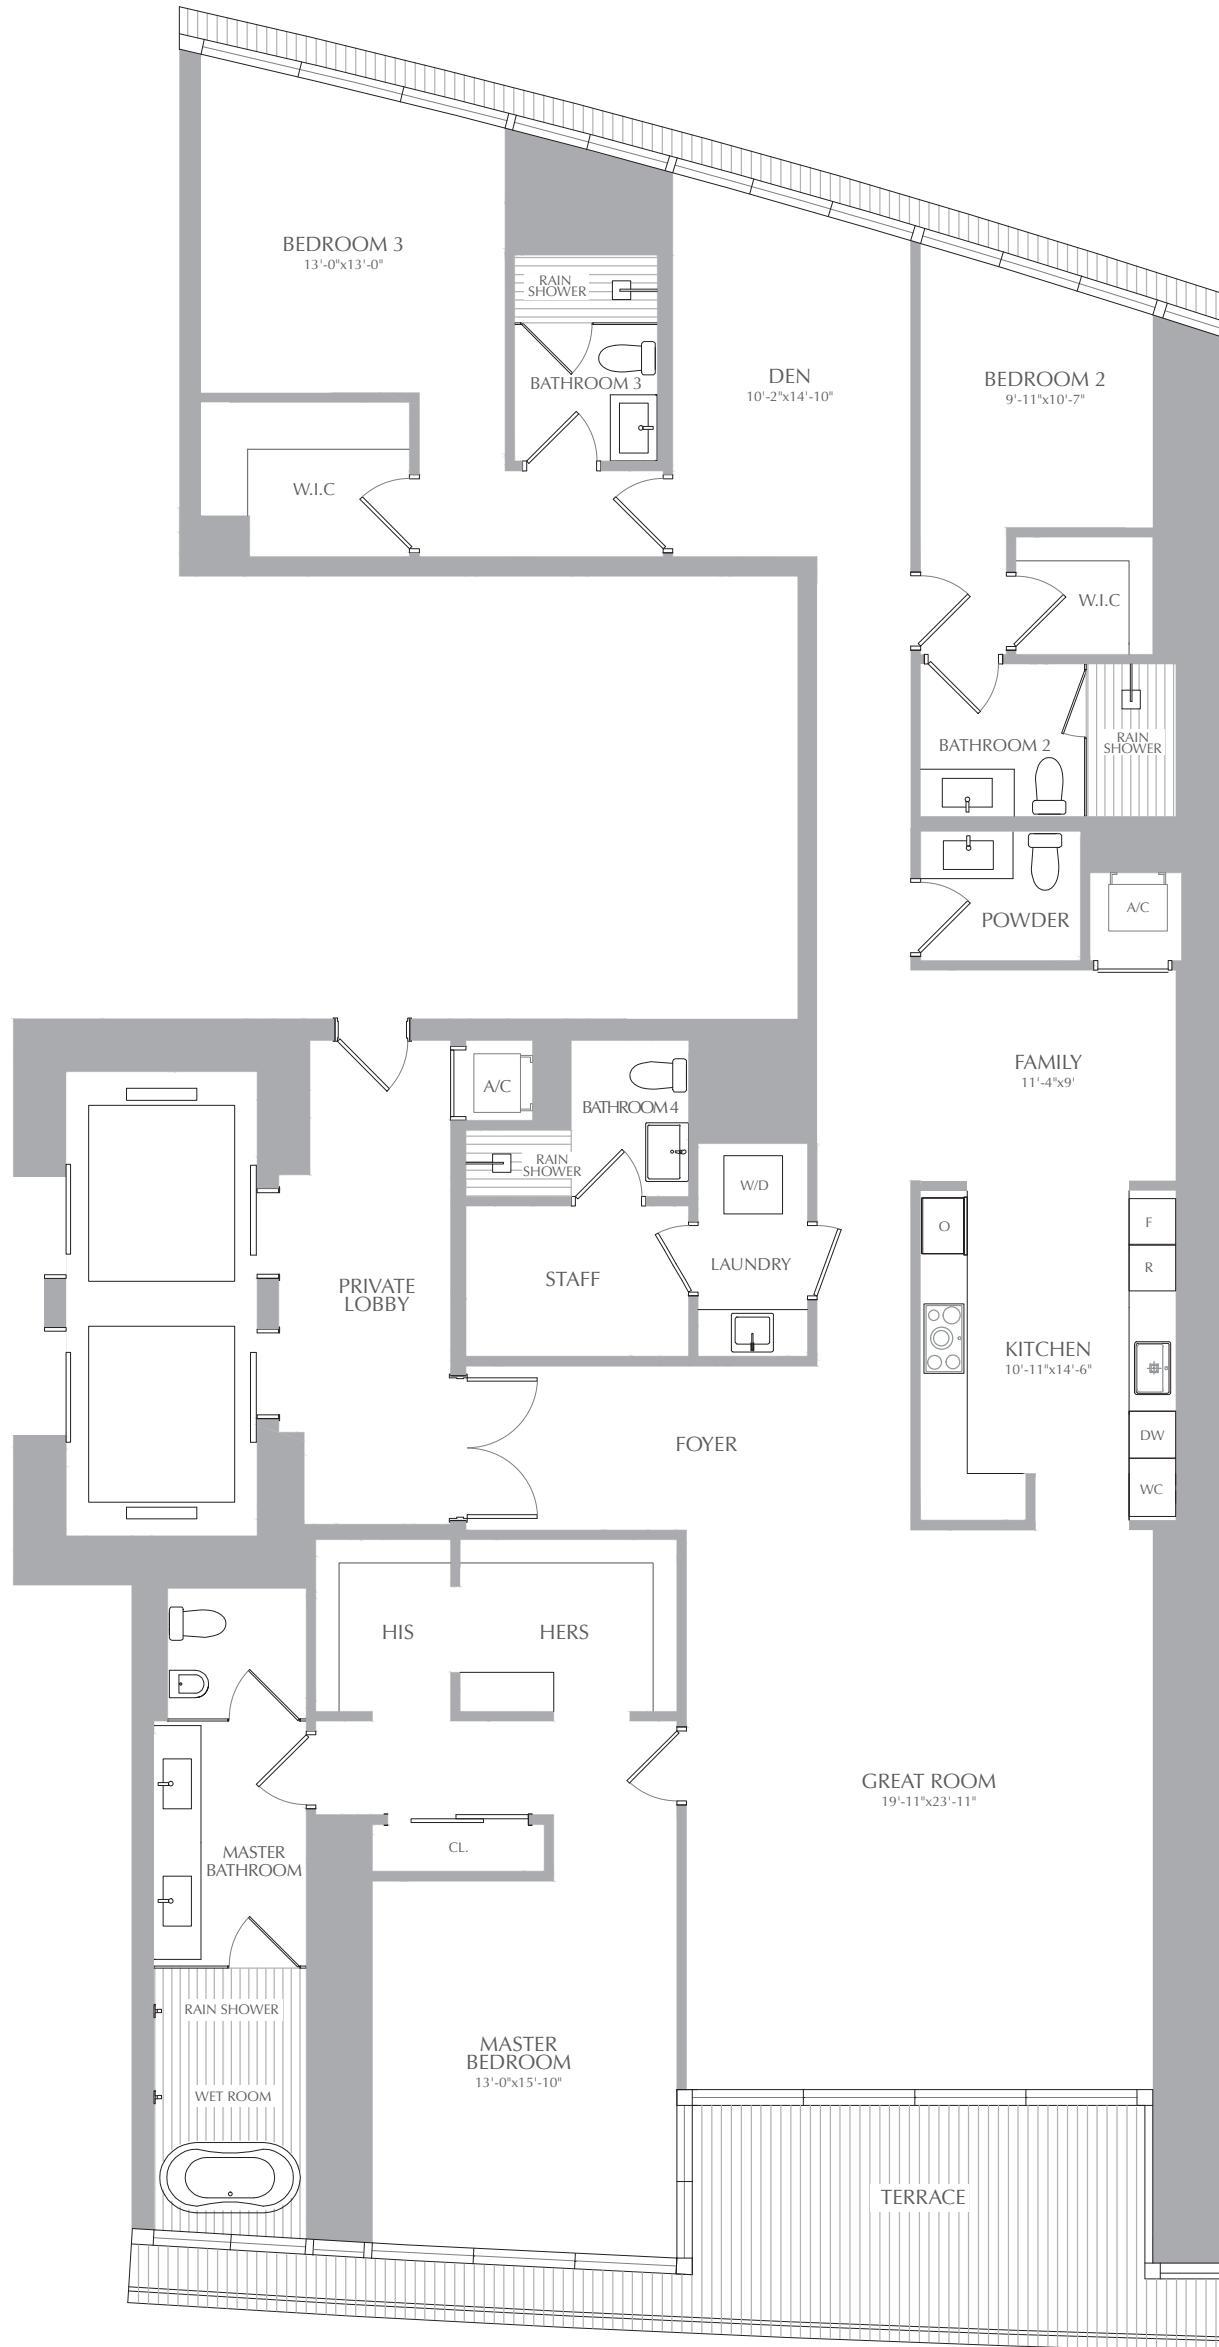 BEDROOM 3
13'-0"x13'-0"
RAIN
SHOWER
BATHROOM 3
DEN
10'-2"x14'-10"
BEDROOM 2
9'-11"x10'-7"
W.I.C
W.I.C
BATHROOM 2
RAIN
SHOWER
POWDER
A/C
FAMILY
11'-4"x9'
A/C
BATHROOM 4
RAIN
SHOWER
W/D
STAFF
LAUNDRY
PRIVATE
LOBBY
O
F
R
KITCHEN
10'-11"x14'-6"
DW
WC
FOYER
HIS
HERS
GREAT ROOM
19'-11"x23'-11"
CL.
MASTER
BATHROOM
RAIN SHOWER
WET ROOM
MASTER
BEDROOM
13'-0"x15'-10"
TERRACE